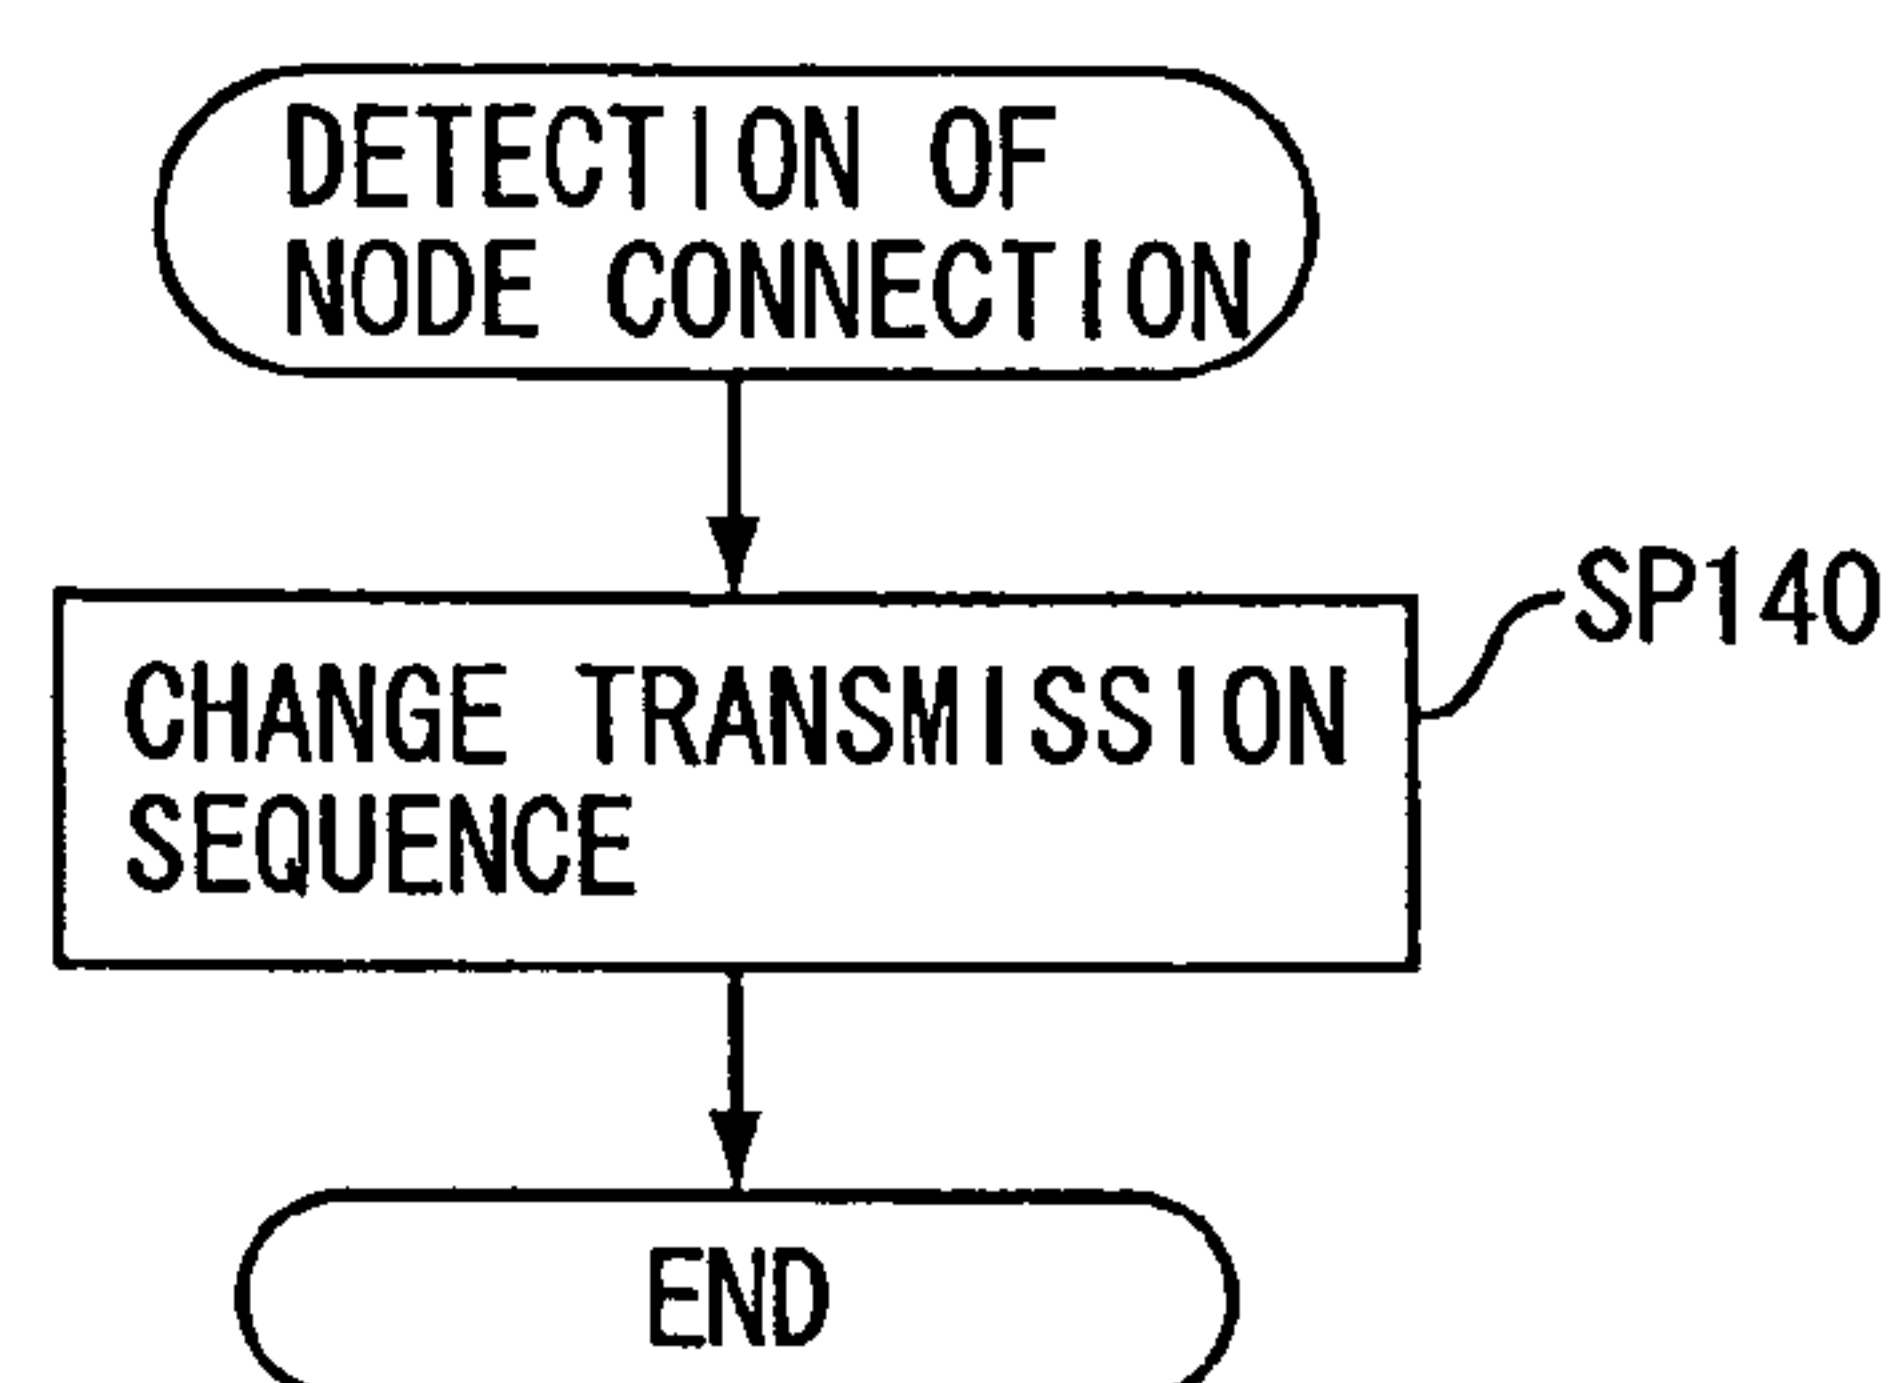 DETECTION OF
NODE CONNECTION
SP140
CHANGE TRANSMISSION
SEQUENCE
END